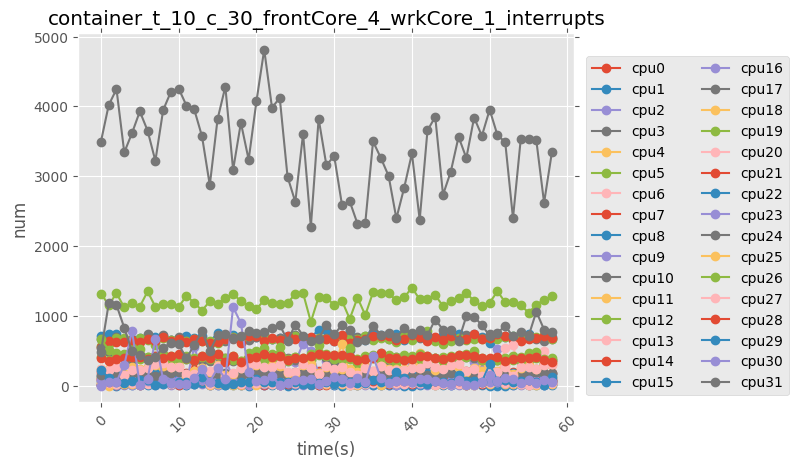 container_t_10_c_30_frontCore_4_wrkCore_1_interrupts
5000
4000
3000
2000
1000
0
num
0
10
20
30
40
50
60
time(s)
cpu0
cpu1
cpu2
cpu3
cpu4
cpu5
cpu6
cpu7
cpu8
cpu9
cpu10
cpu11
cpu12
cpu13
cpu14
cpu15
cpu16
cpu17
cpu18
cpu19
cpu20
cpu21
cpu22
cpu23
cpu24
cpu25
cpu26
cpu27
cpu28
cpu29
cpu30
cpu31